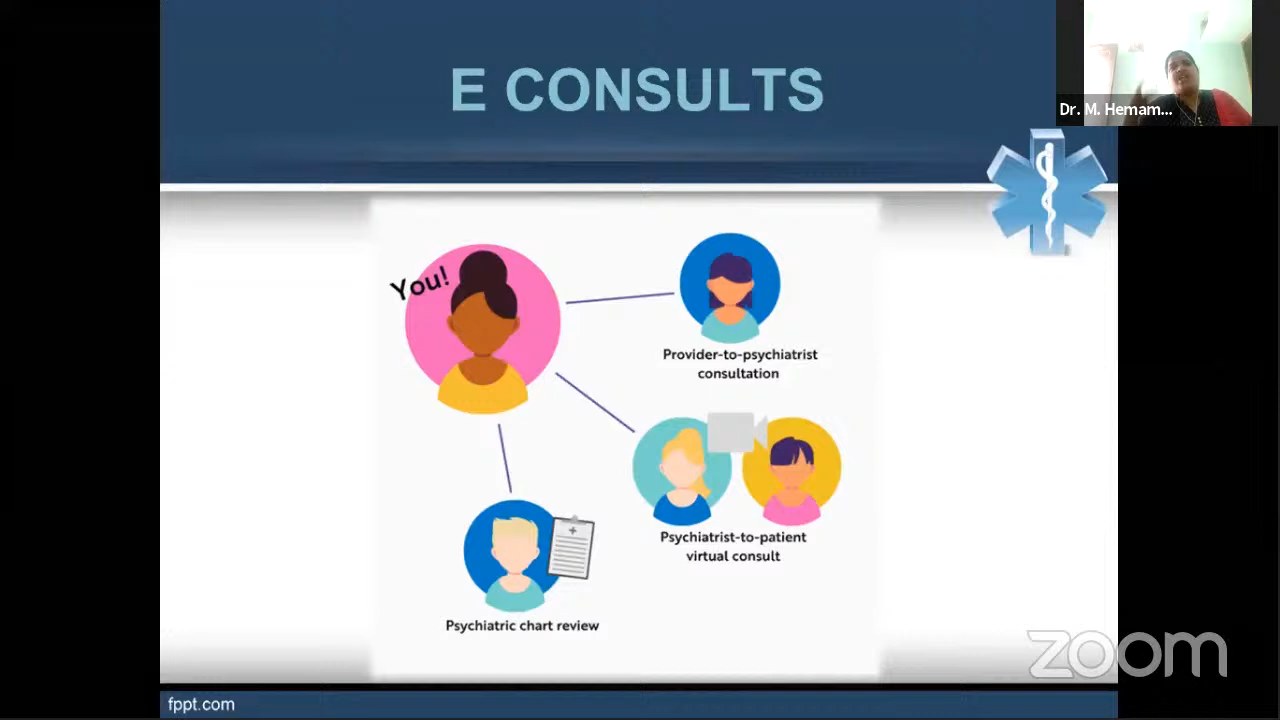 E CONSULTS
Dr. M. Hemam...
You!
Provider-to-psychiatrist
consultation
Psychiatrist-to-patient
virtual consult
Psychiatric chart review
zoom
fppt.com